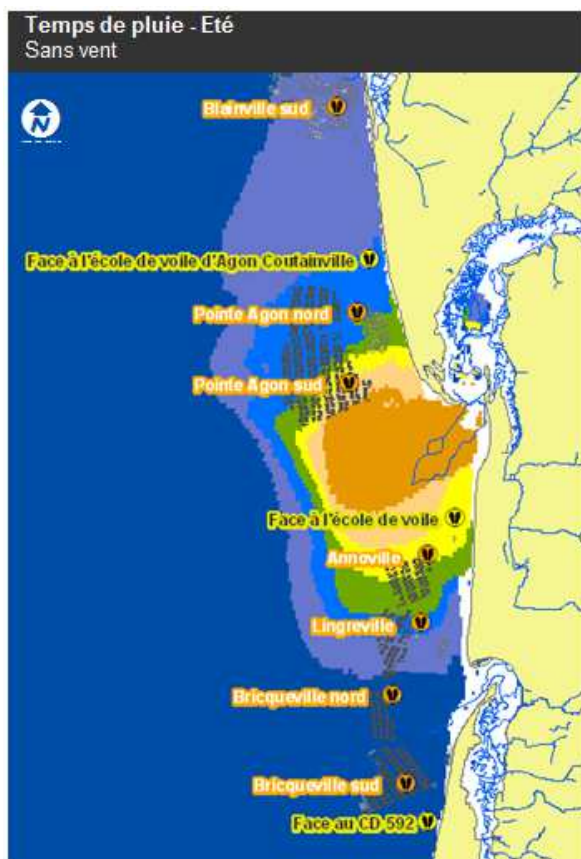 Temps de pluie - Eté
Sans vent
N
Blainville sud
Face à l'école de voile d'Agon Coutainville
Pointe Agon nord
Pointe Agon sud
Face à l'école de voile
Annoville
Lingreville
Bricqueville nord
Bricqueville sud
Face au CD 592